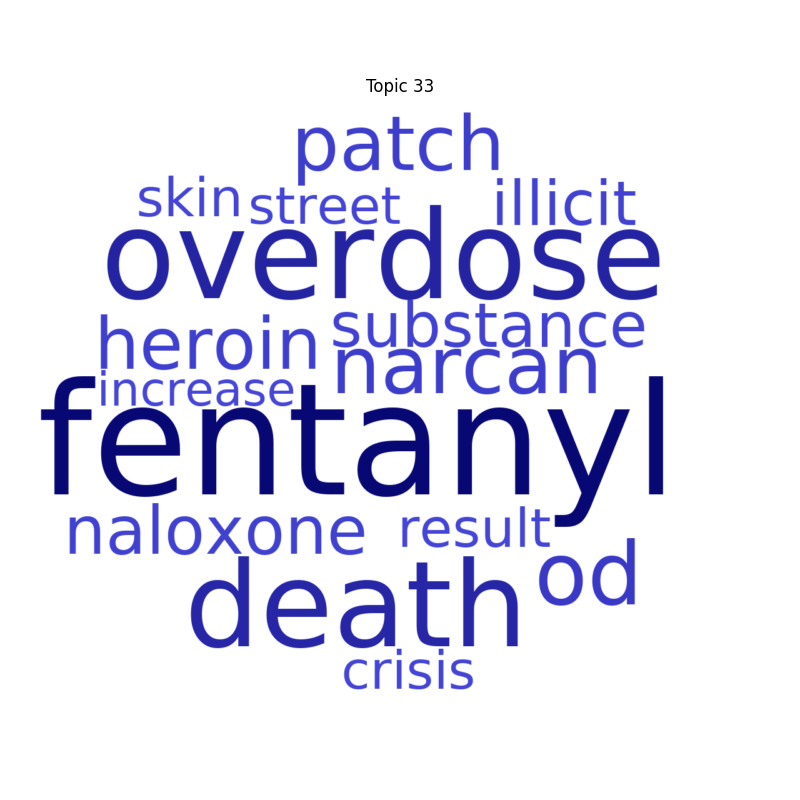 Topic 33
patch
skin street illicit
overdose
heroin substance
narcan
increase
fentanyl
naloxone result
death od
crisis